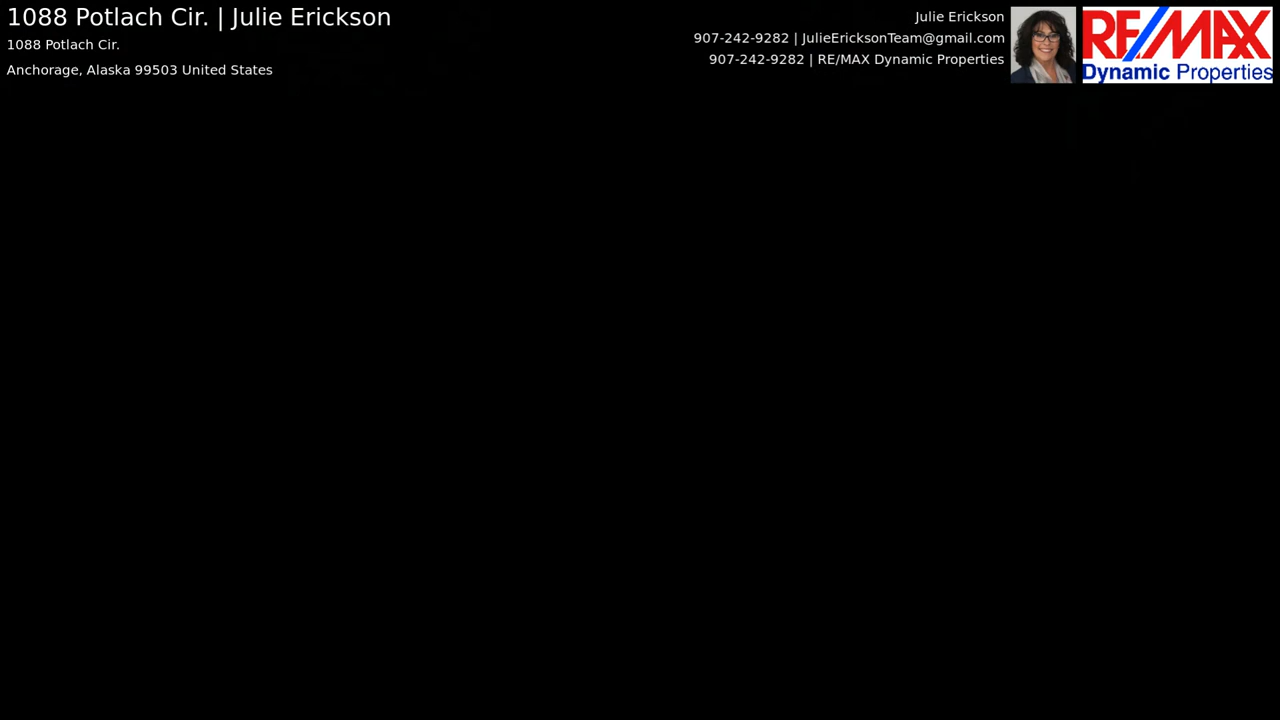 1088 Potlach Cir. | Julie Erickson
1088 Potlach Cir.
Anchorage, Alaska 99503 United States
Julie Erickson
907-242-9282 | JulieEricksonTeam@gmail.com
907-242-9282 | RE/MAX Dynamic Properties
RE/MAX
Dynamic Properties